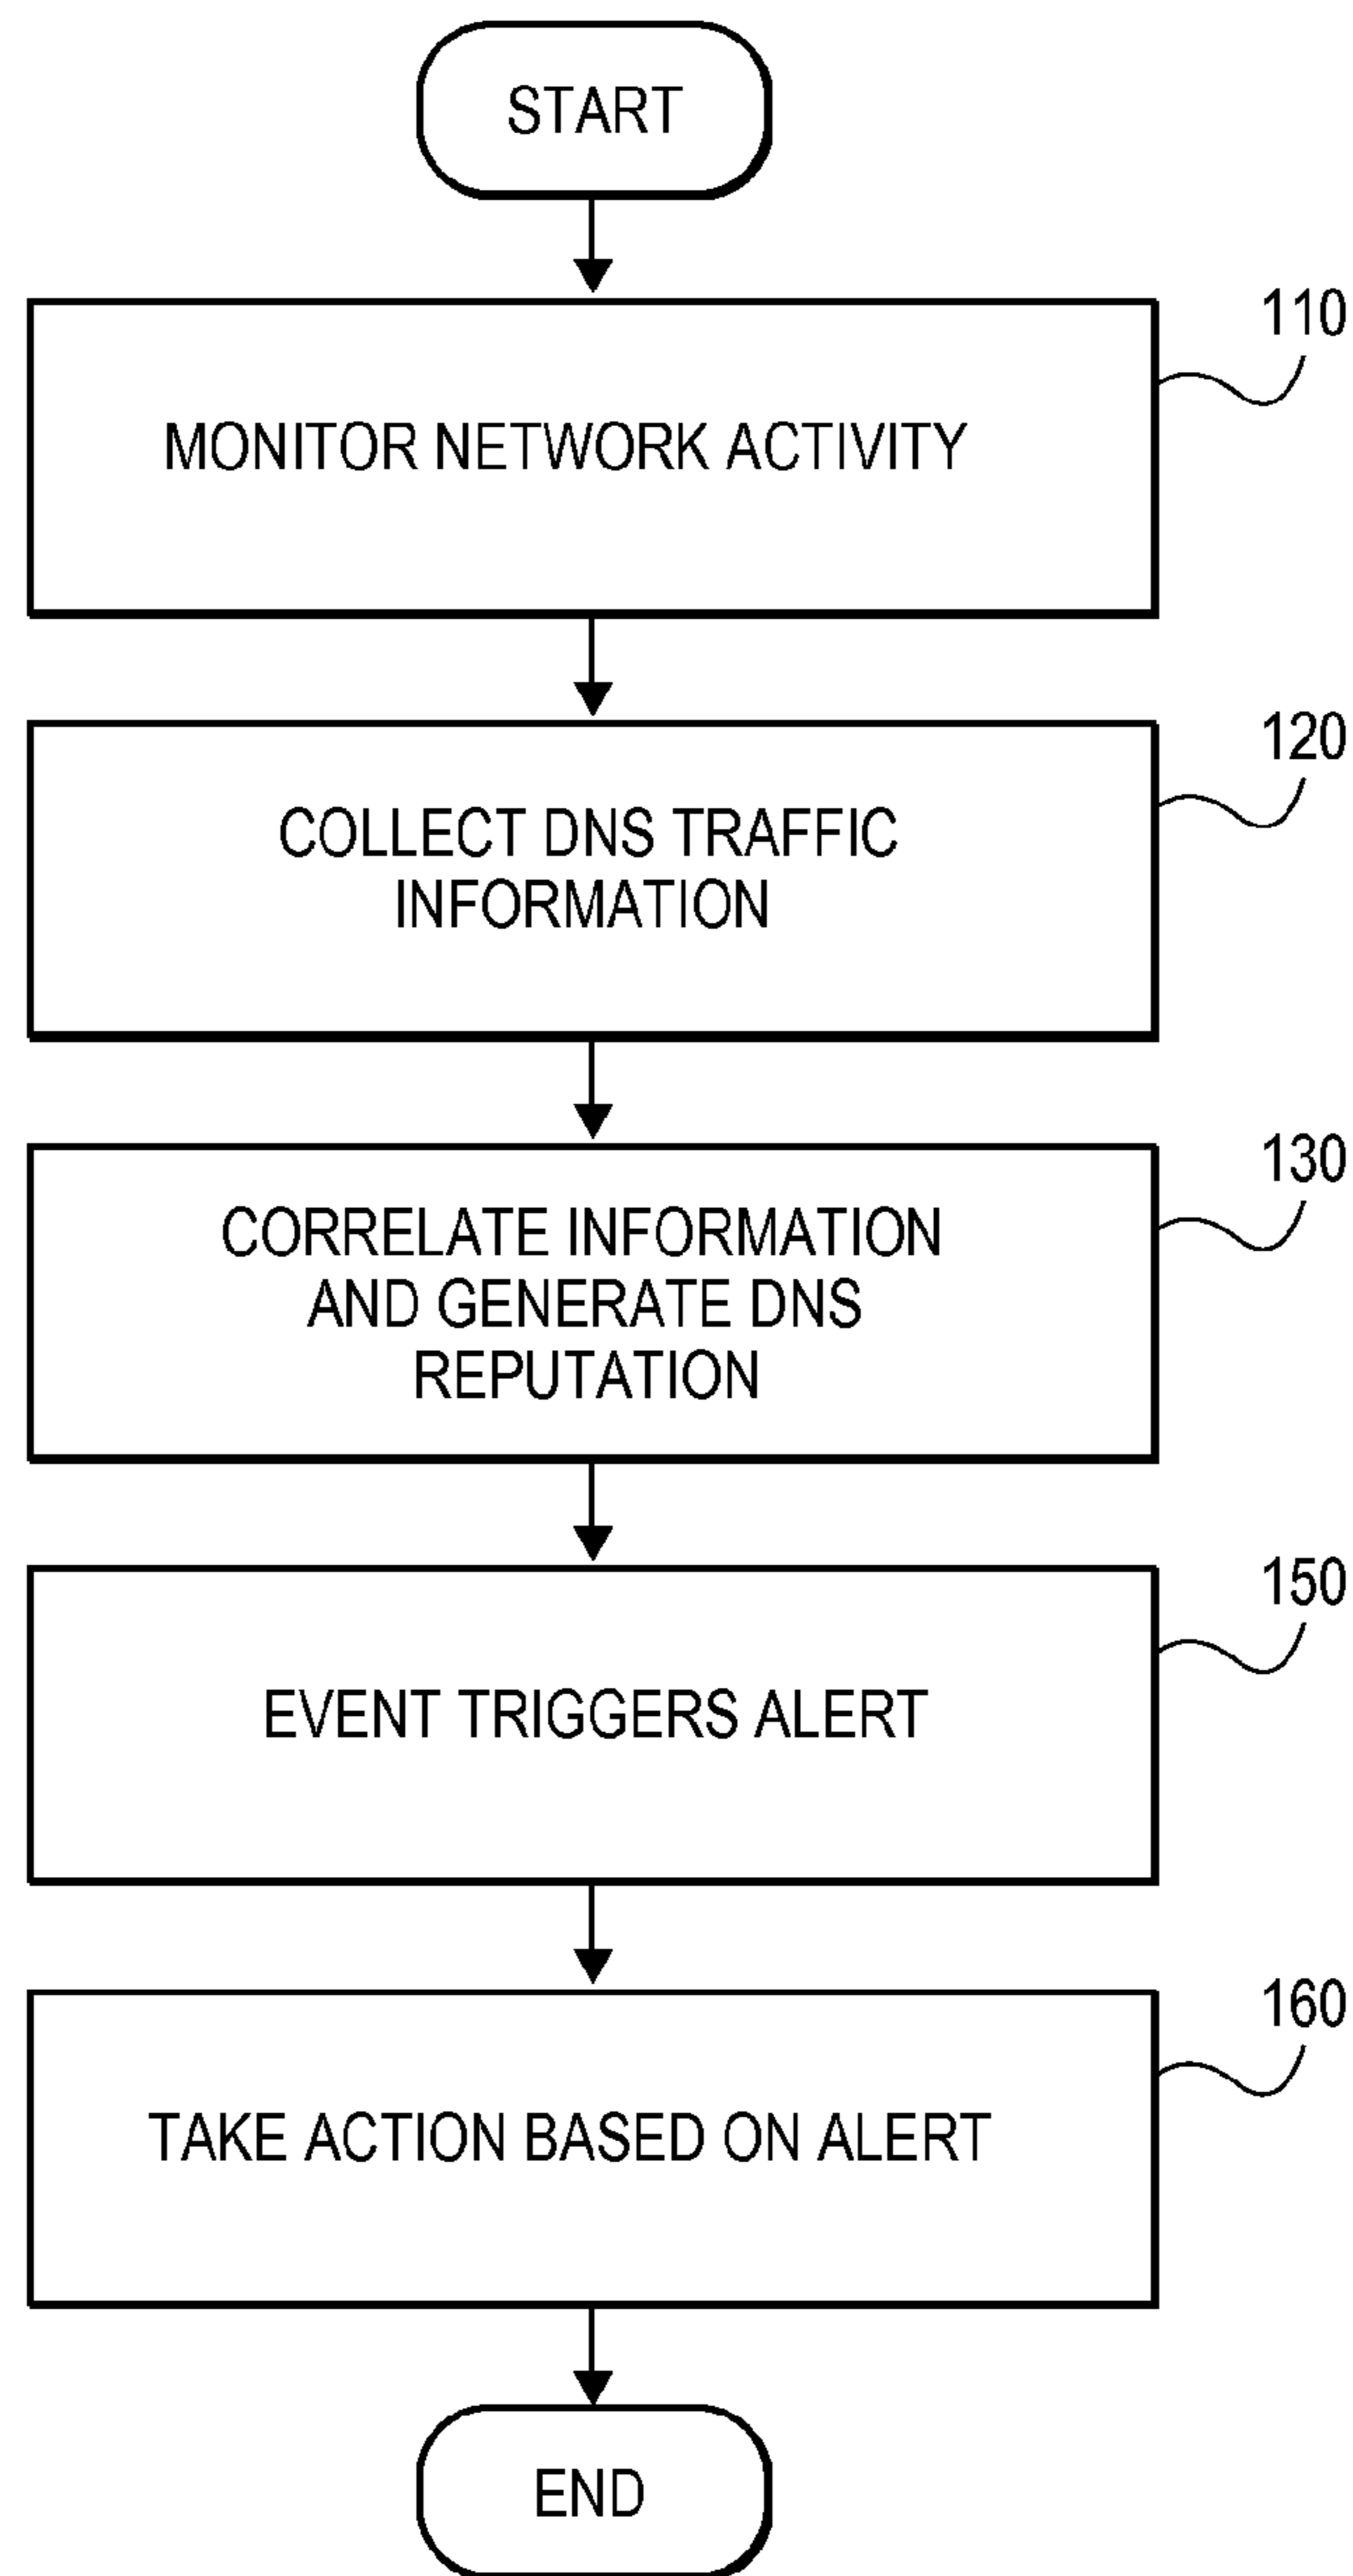 START
110
MONITOR NETWORK ACTIVITY
120
COLLECT DNS TRAFFIC
INFORMATION
130
CORRELATE INFORMATION
AND GENERATE DNS
REPUTATION
150
EVENT TRIGGERS ALERT
160
TAKE ACTION BASED ON ALERT
END